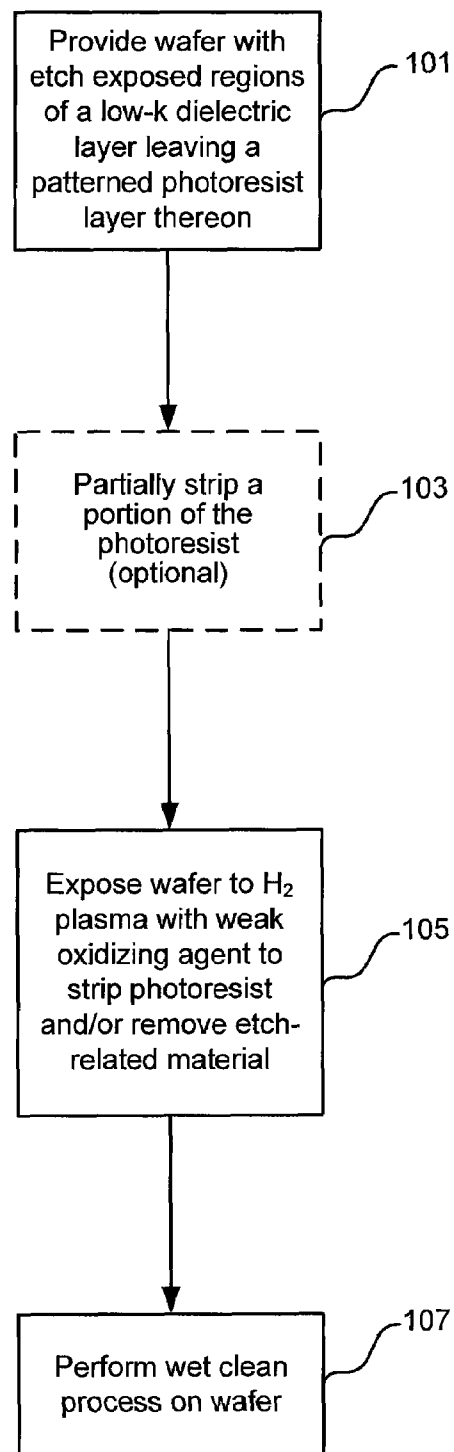 Provide wafer with
etch exposed regions
of a low-k dielectric
layer leaving a
patterned photoresist
layer thereon
101
Partially strip a
portion of the
photoresist
(optional)
103
Expose wafer to H₂
plasma with weak
oxidizing agent to
strip photoresist
and/or remove etch-
related material
105
Perform wet clean
process on wafer
107